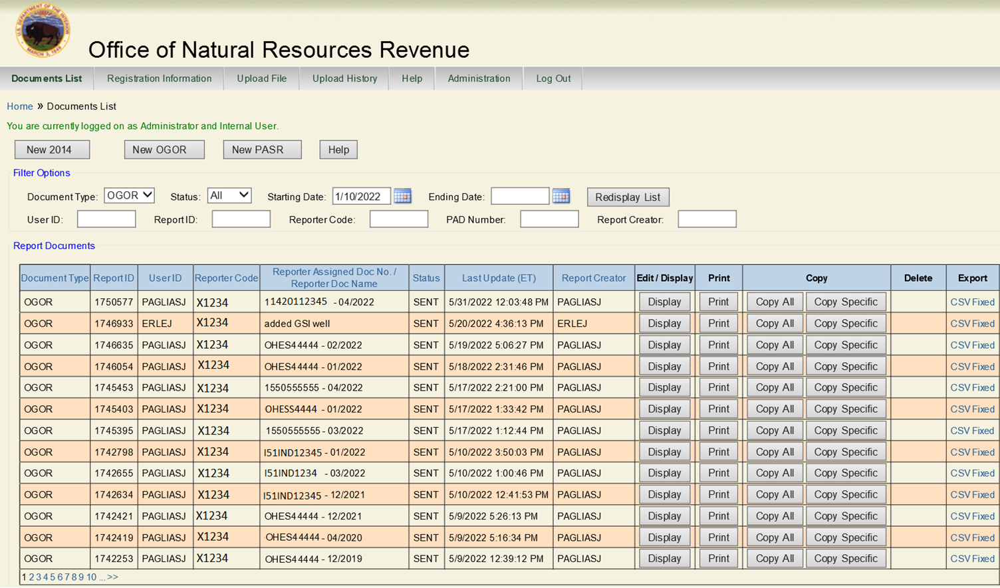 U.S. DEPARTMENT OF THE INTERIOR
MARCH 3, 1849
Office of Natural Resources Revenue
Documents List Registration Information Upload File Upload History Help Administration Log Out
Home » Documents List
You are currently logged on as Administrator and Internal User.
New 2014 New OGOR New PASR Help
Filter Options
Document Type: OGOR Status: All Starting Date: 1/10/2022 Ending Date: Redisplay List
User ID: Report ID: Reporter Code: PAD Number: Report Creator:
Report Documents
Document Type Report ID User ID Reporter Code Reporter Assigned Doc No. / Reporter Doc Name Status Last Update (ET) Report Creator Edit / Display Print Copy Delete Export
OGOR 1750577 PAGLIASJ X1234 11420112345 - 04/2022 SENT 5/31/2022 12:03:48 PM PAGLIASJ Display Print Copy All Copy Specific CSV Fixed
OGOR 1746933 ERLEJ X1234 added GSI well SENT 5/20/2022 4:36:13 PM ERLEJ Display Print Copy All Copy Specific CSV Fixed
OGOR 1746635 PAGLIASJ X1234 OHES44444 - 02/2022 SENT 5/19/2022 5:06:27 PM PAGLIASJ Display Print Copy All Copy Specific CSV Fixed
OGOR 1746054 PAGLIASJ X1234 OHES44444 - 01/2022 SENT 5/18/2022 2:31:46 PM PAGLIASJ Display Print Copy All Copy Specific CSV Fixed
OGOR 1745453 PAGLIASJ X1234 1550555555 - 04/2022 SENT 5/17/2022 2:21:00 PM PAGLIASJ Display Print Copy All Copy Specific CSV Fixed
OGOR 1745403 PAGLIASJ X1234 OHESS4444 - 01/2022 SENT 5/17/2022 1:33:42 PM PAGLIASJ Display Print Copy All Copy Specific CSV Fixed
OGOR 1745395 PAGLIASJ X1234 1550555555 - 03/2022 SENT 5/17/2022 1:12:44 PM PAGLIASJ Display Print Copy All Copy Specific CSV Fixed
OGOR 1742798 PAGLIASJ X1234 I51IND12345 - 01/2022 SENT 5/10/2022 3:50:03 PM PAGLIASJ Display Print Copy All Copy Specific CSV Fixed
OGOR 1742655 PAGLIASJ X1234 I51IND1234 - 03/2022 SENT 5/10/2022 1:00:46 PM PAGLIASJ Display Print Copy All Copy Specific CSV Fixed
OGOR 1742634 PAGLIASJ X1234 I51IND12345 - 12/2021 SENT 5/10/2022 12:41:53 PM PAGLIASJ Display Print Copy All Copy Specific CSV Fixed
OGOR 1742421 PAGLIASJ X1234 OHES44444 - 12/2021 SENT 5/9/2022 5:26:13 PM PAGLIASJ Display Print Copy All Copy Specific CSV Fixed
OGOR 1742419 PAGLIASJ X1234 OHES44444 - 04/2020 SENT 5/9/2022 5:16:34 PM PAGLIASJ Display Print Copy All Copy Specific CSV Fixed
OGOR 1742253 PAGLIASJ X1234 OHES44444 - 12/2019 SENT 5/9/2022 12:39:12 PM PAGLIASJ Display Print Copy All Copy Specific CSV Fixed
1 2 3 4 5 6 7 8 9 10 ... >>